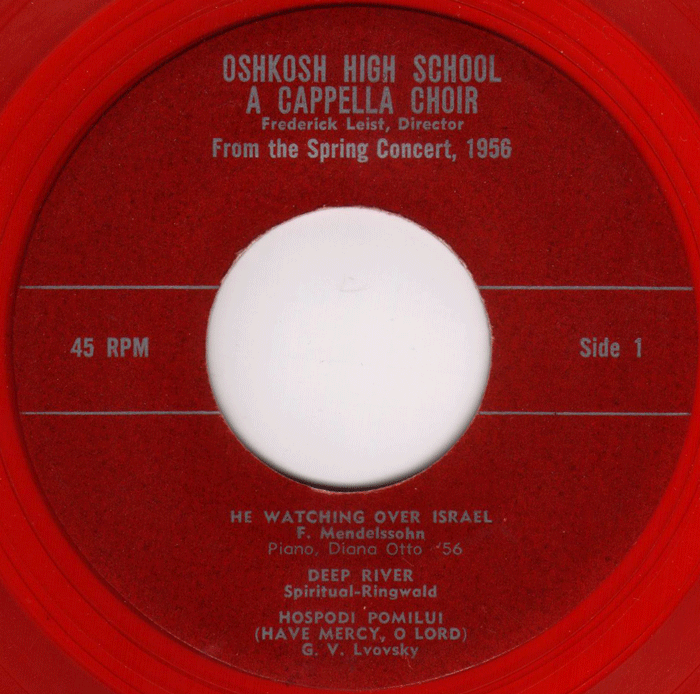 OSHKOSH HIGH SCHOOL
A CAPPELLA CHOIR
Frederick Leist, Director
From the Spring Concert, 1956
45 RPM
Side 1
HE WATCHING OVER ISRAEL
F. Mendelssohn
Piano, Diana Otto '56
DEEP RIVER
Spiritual-Ringwald
HOSPODI POMILUI
(HAVE MERCY, O LORD)
G. V. Lvovsky